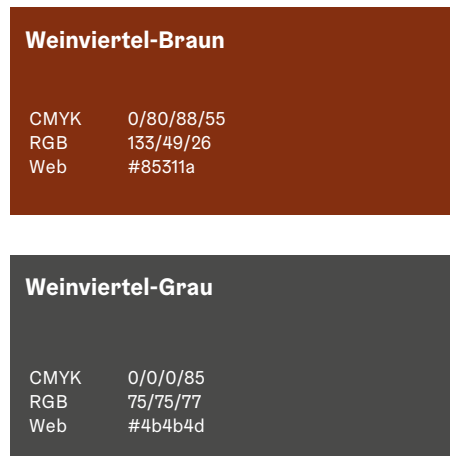 Weinviertel-Braun
CMYK 0/80/88/55
RGB 133/49/26
Web #85311a
Weinviertel-Grau
CMYK 0/0/0/85
RGB 75/75/77
Web #4b4b4d